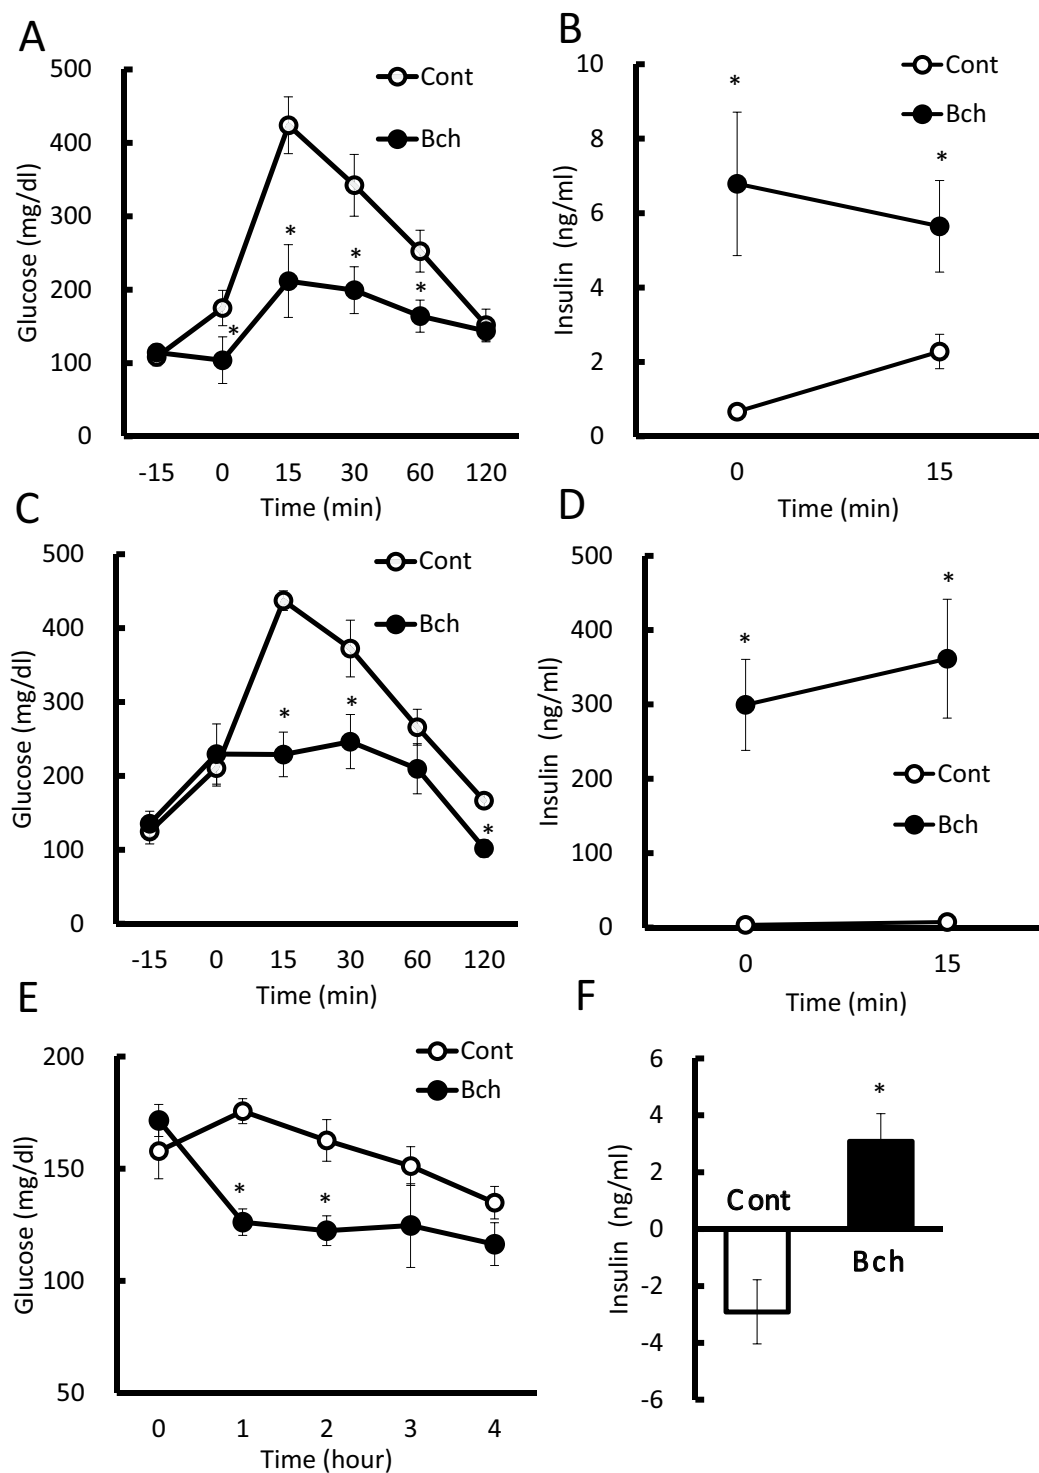 A
Glucose (mg/dl)
500
400
300
200
100
0
Cont
Bch
*
*
*
*
-15 0 15 30 60 120
Time (min)
B
Insulin (ng/ml)
10
8
6
4
2
0
Cont
Bch
*
*
0 15
Time (min)
C
Glucose (mg/dl)
500
400
300
200
100
0
Cont
Bch
*
*
*
-15 0 15 30 60 120
Time (min)
D
Insulin (ng/ml)
500
400
300
200
100
0
*
*
Cont
Bch
0 15
Time (min)
E
Glucose (mg/dl)
200
150
100
50
Cont
Bch
*
*
0 1 2 3 4
Time (hour)
F
Insulin (ng/ml)
6
4
2
0
-2
-4
-6
*
Cont
Bch